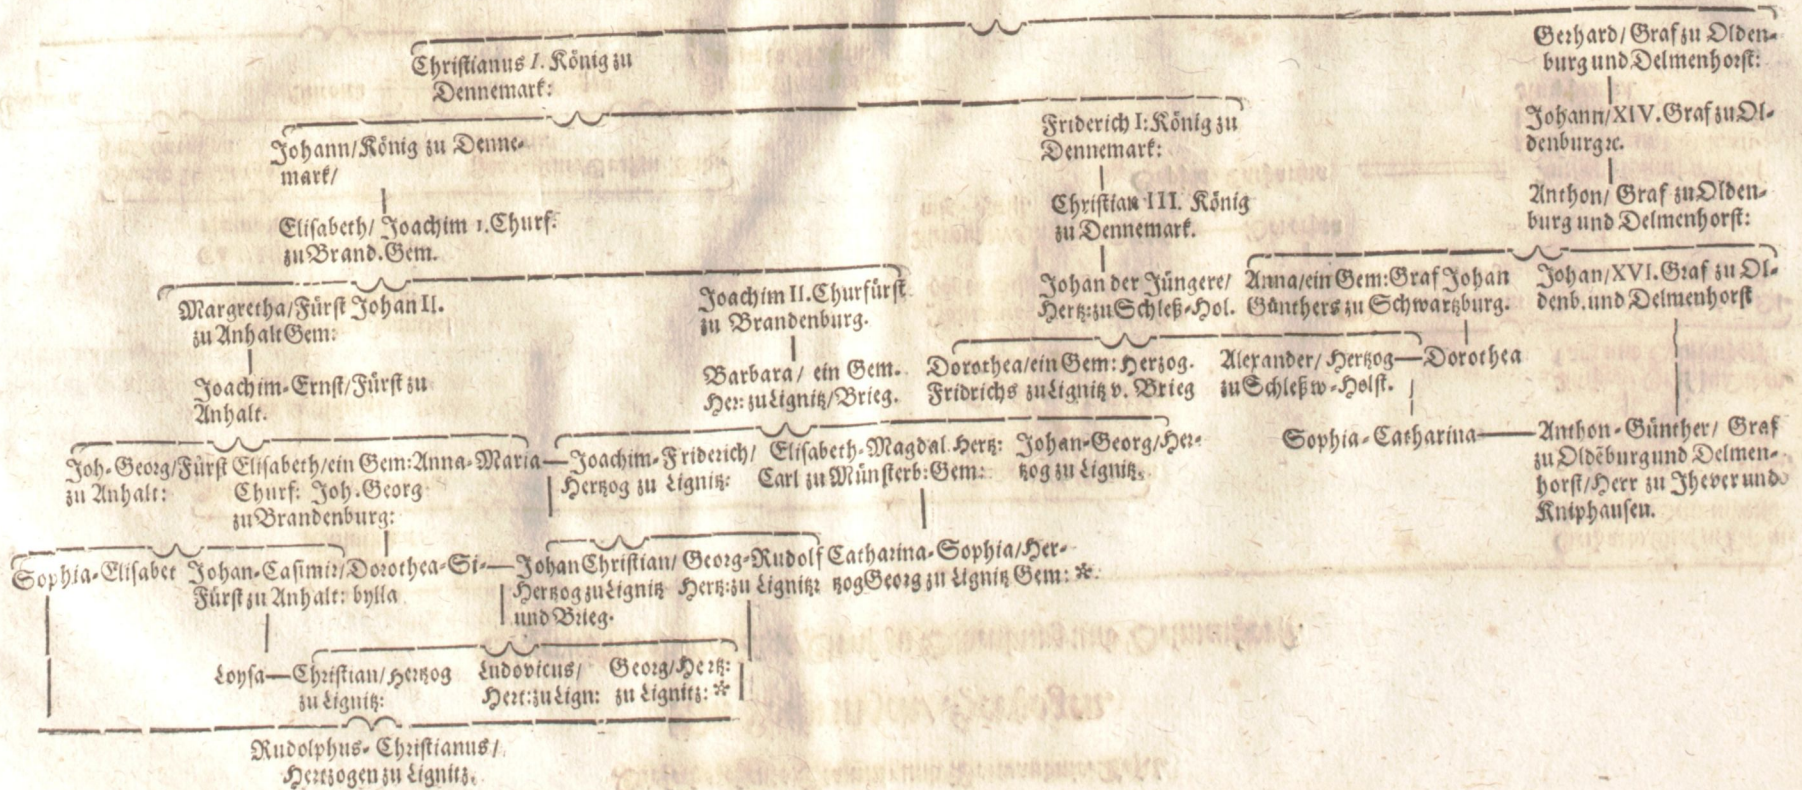 Christianus I. König zu
Dennemark:
Gerhard/ Graf zu Olden-
burg und Delmenhorst:
Johann/König zu Denne-
mark/
Friderich I: König zu
Dennemark:
Johann/XIV. Graf zu Ol-
denburg ꝛc.
Elisabeth/ Joachim 1. Churf:
zu Brand. Gem.
Christian III. König
zu Dennemark.
Anthon/ Graf zu Olden-
burg und Delmenhorst:
Margretha/Fürst Johan II.
zu Anhalt Gem:
Joachim II. Churfürst
zu Brandenburg.
Johan der Jüngere/
Hertz: zu Schleß-Hol.
Anna/ein Gem: Graf Johan
Günthers zu Schwartzburg.
Johan/XVI. Graf zu Ol-
denb. und Delmenhorst
Joachim-Ernst/Fürst zu
Anhalt.
Barbara/ ein Gem.
Her: zu Lignitz/Brieg.
Dorothea/ein Gem: Herzog.
Fridrichs zu Lignitz v. Brieg
Alexander/ Hertzog—Dorothea
zu Schleßw-Holst.
Joh-Georg/Fürst
zu Anhalt:
Elisabeth/ein Gem:
Churf: Joh. Georg
zu Brandenburg:
Anna-Maria—Joachim-Friderich/
Hertzog zu Lignitz:
Elisabeth-Magdal. Hertz:
Carl zu Münsterb: Gem:
Johan-Georg/Her-
tzog zu Lignitz.
Sophia-Catharina—Anthon-Günther/ Graf
zu Oldēburg und Delmen-
horst/Herr zu Jhever und
Kniphausen.
Sophia-Elisabet
Johan-Casimir/
Fürst zu Anhalt:
Dorothea-Si-
bylla
Johan Christian/
Hertzog zu Lignitz
und Brieg.
Georg-Rudolf
Hertz: zu Lignitz:
Catharina-Sophia/Her-
tzog Georg zu Lignitz Gem: *
Loysa—Christian/Hertzog
zu Lignitz:
Ludovicus/
Hert: zu Lign:
Georg/Hertz:
zu Lignitz: *
Rudolphus-Christianus/
Hertzogen zu Lignitz.